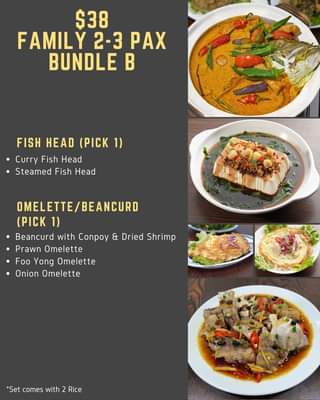 $38
FAMILY 2-3 PAX
BUNDLE B
FISH HEAD (PICK 1)
• Curry Fish Head
• Steamed Fish Head
OMELETTE/BEANCURD
(PICK 1)
• Beancurd with Conpoy & Dried Shrimp
• Prawn Omelette
• Foo Yong Omelette
• Onion Omelette
*Set comes with 2 Rice